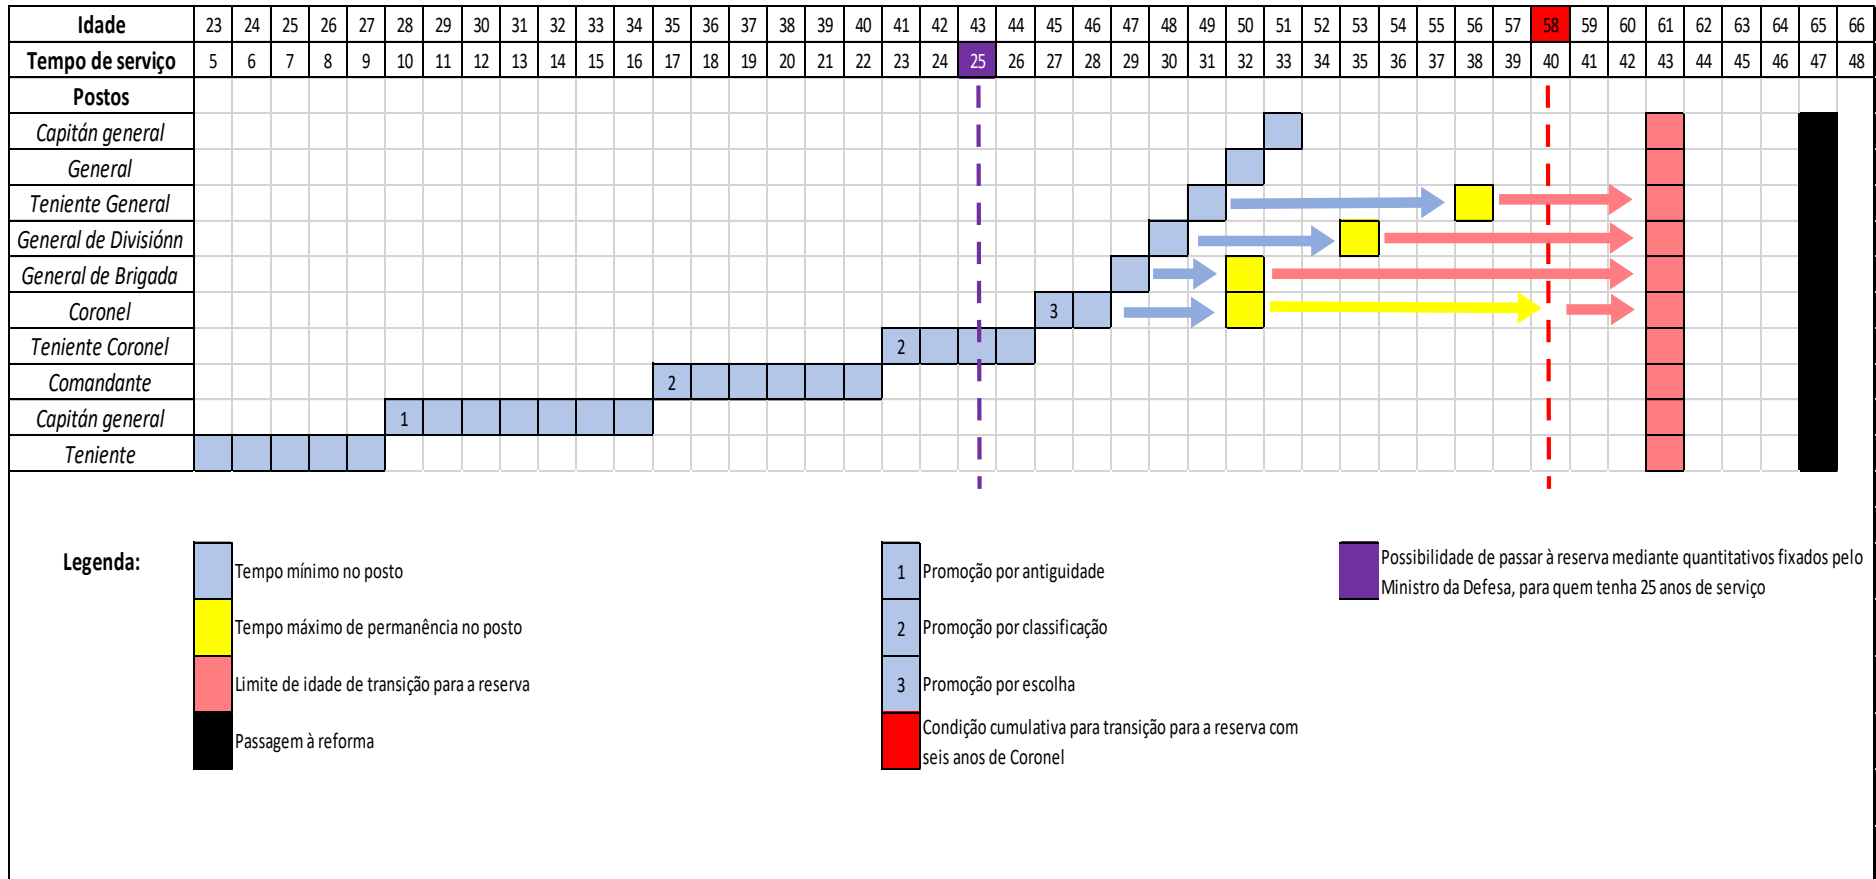 Idade 23 24 25 26 27 28 29 30 31 32 33 34 35 36 37 38 39 40 41 42 43 44 45 46 47 48 49 50 51 52 53 54 55 56 57 58 59 60 61 62 63 64 65 66
Tempo de serviço 5 6 7 8 9 10 11 12 13 14 15 16 17 18 19 20 21 22 23 24 25 26 27 28 29 30 31 32 33 34 35 36 37 38 39 40 41 42 43 44 45 46 47 48
Postos
Capitán general
General
Teniente General
General de Divisiónn
General de Brigada
Coronel 3
Teniente Coronel 2
Comandante 2
Capitán general 1
Teniente
Legenda:
Tempo mínimo no posto
Tempo máximo de permanência no posto
Limite de idade de transição para a reserva
Passagem à reforma
1 Promoção por antiguidade
2 Promoção por classificação
3 Promoção por escolha
Condição cumulativa para transição para a reserva com
seis anos de Coronel
Possibilidade de passar à reserva mediante quantitativos fixados pelo
Ministro da Defesa, para quem tenha 25 anos de serviço